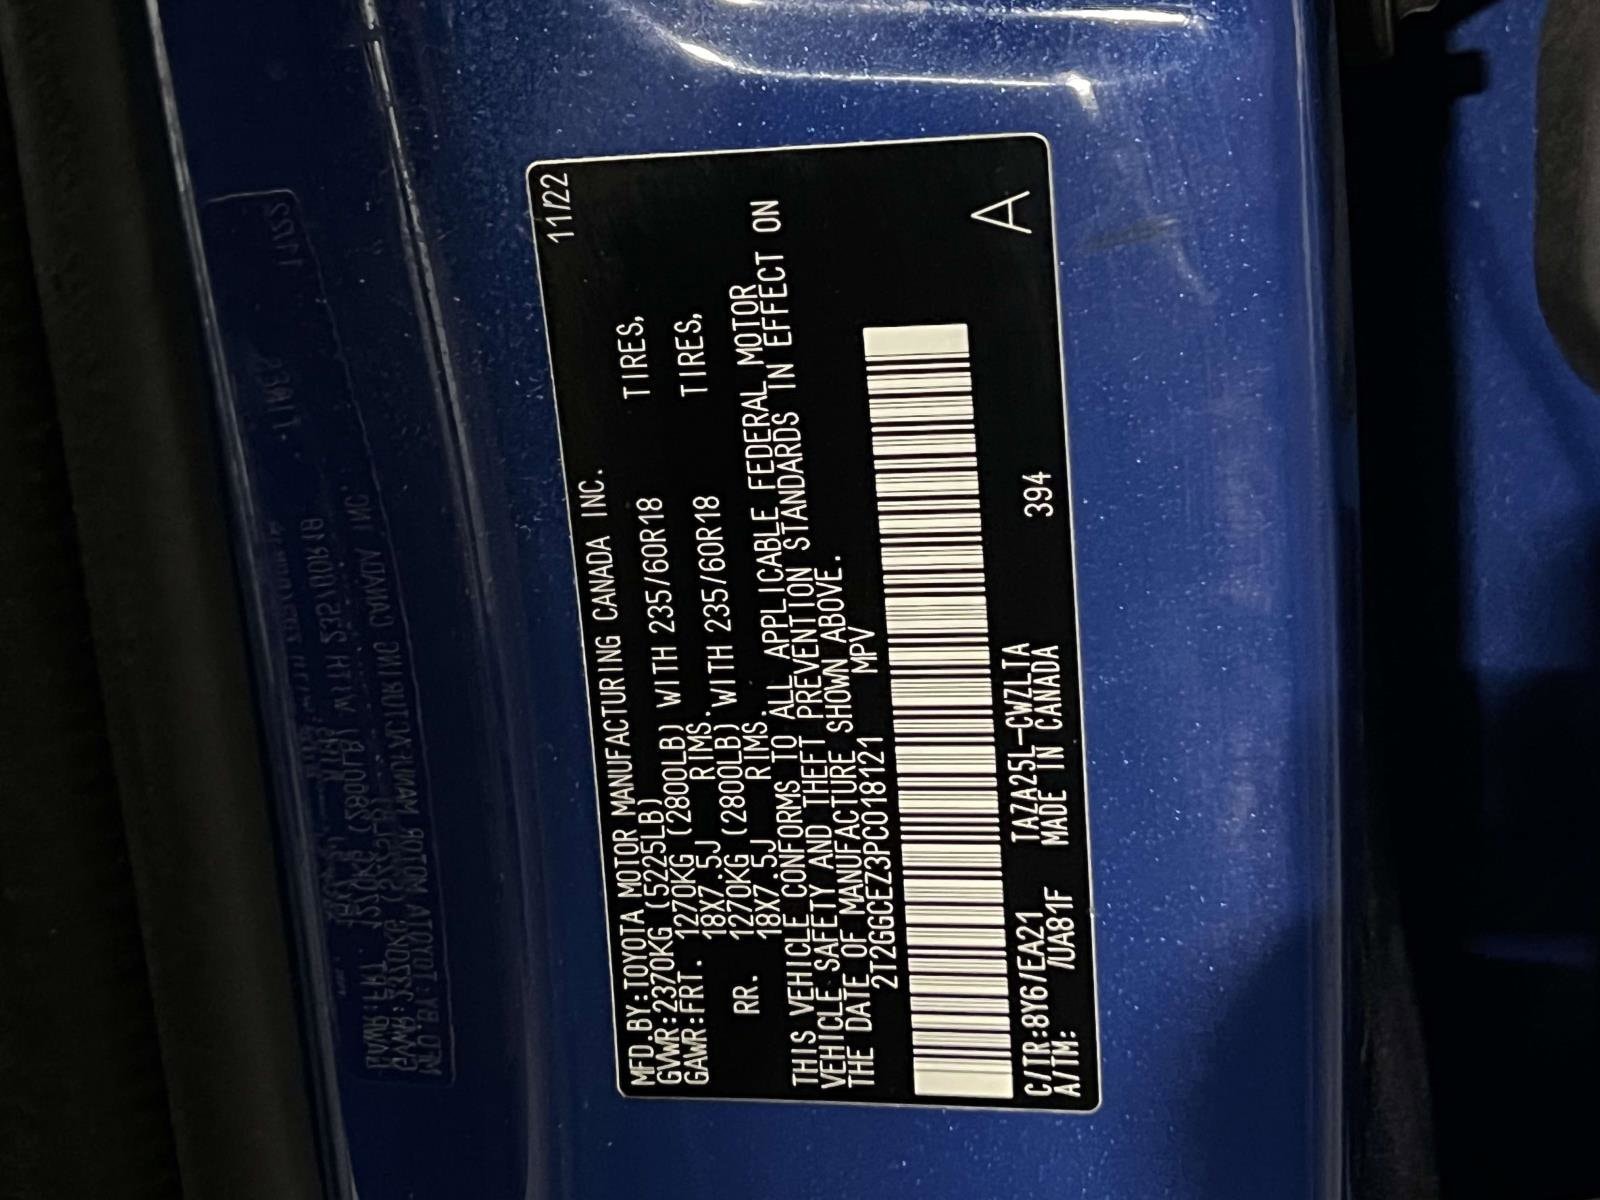 MFD.BY:TOYOTA MOTOR MANUFACTURING CANADA INC. 11/22
GVWR:2370KG (5225LB)
GAWR:FRT. 1270KG (2800LB) WITH 235/60R18 TIRES,
18X7.5J RIMS.
RR. 1270KG (2800LB) WITH 235/60R18 TIRES,
18X7.5J RIMS.
THIS VEHICLE CONFORMS TO ALL APPLICABLE FEDERAL MOTOR
VEHICLE SAFETY AND THEFT PREVENTION STANDARDS IN EFFECT ON
THE DATE OF MANUFACTURE SHOWN ABOVE.
2T2GGCEZ3PC018121 MPV
C/TR:8Y6/EA21 TAZA25L-CWZLTA 394 A
A/TM: /UA81F MADE IN CANADA